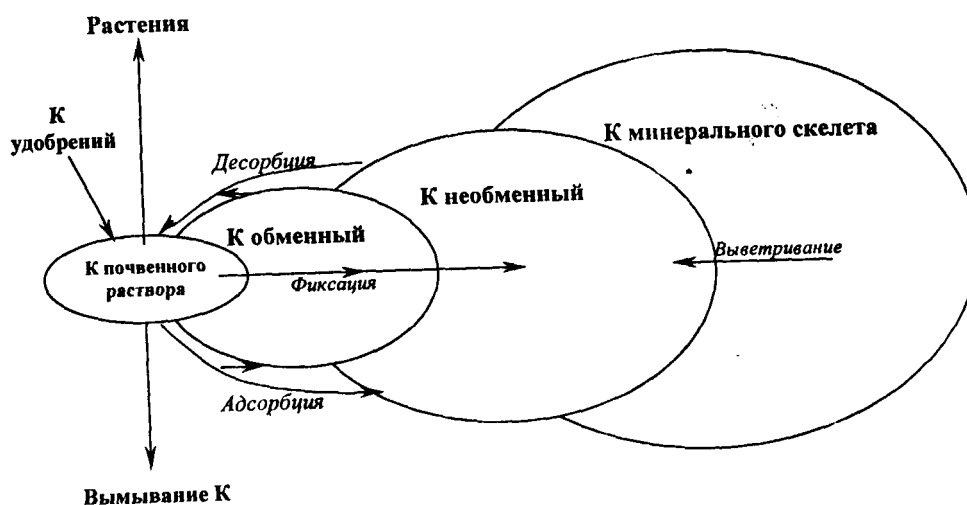 Растения
К
удобрений
К минерального скелета
Десорбция
К необменный
К обменный
К почвенного
раствора
Выветривание
Фиксация
Адсорбция
Вымывание К